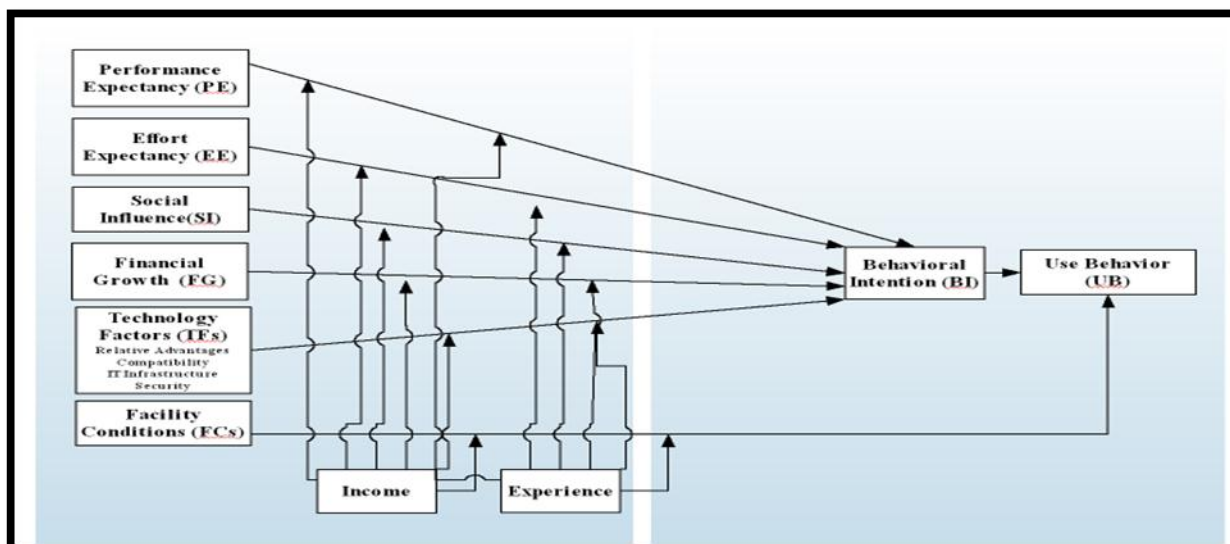 Performance
Expectancy (PE)
Effort
Expectancy (EE)
Social
Influence(SI)
Financial
Growth (FG)
Technology
Factors (TFs)
Relative Advantages
Compatibility
IT Infrastructure
Security
Facility
Conditions (FCs)
Income
Experience
Behavioral
Intention (BI)
Use Behavior
(UB)